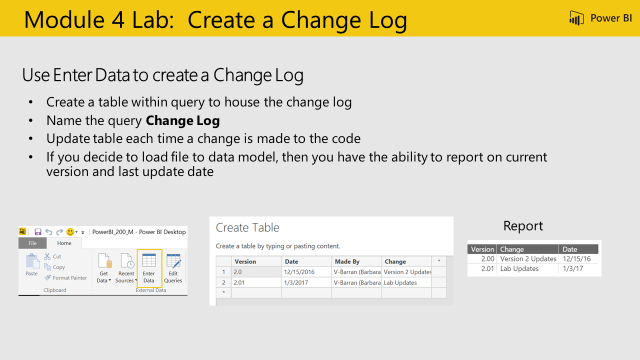 Module 4 Lab:  Create a Change Log
Power BI
Use Enter Data to create a Change Log
• Create a table within query to house the change log
• Name the query Change Log
• Update table each time a change is made to the code
• If you decide to load file to data model, then you have the ability to report on current
version and last update date
PowerBI_200_M - Power BI Desktop
File Home
Paste
Cut
Copy
Format Painter
Clipboard
Get Data
Recent Sources
Enter Data
Edit Queries
External Data
Create Table
Create a table by typing or pasting content.
Version Date Made By Change *
1 2.0 12/15/2016 V-Barran (Barbara Version 2 Updates
2 2.01 1/3/2017 V-Barran (Barbara Lab Updates
*
Report
Version Change Date
2.00 Version 2 Updates 12/15/16
2.01 Lab Updates 1/3/17